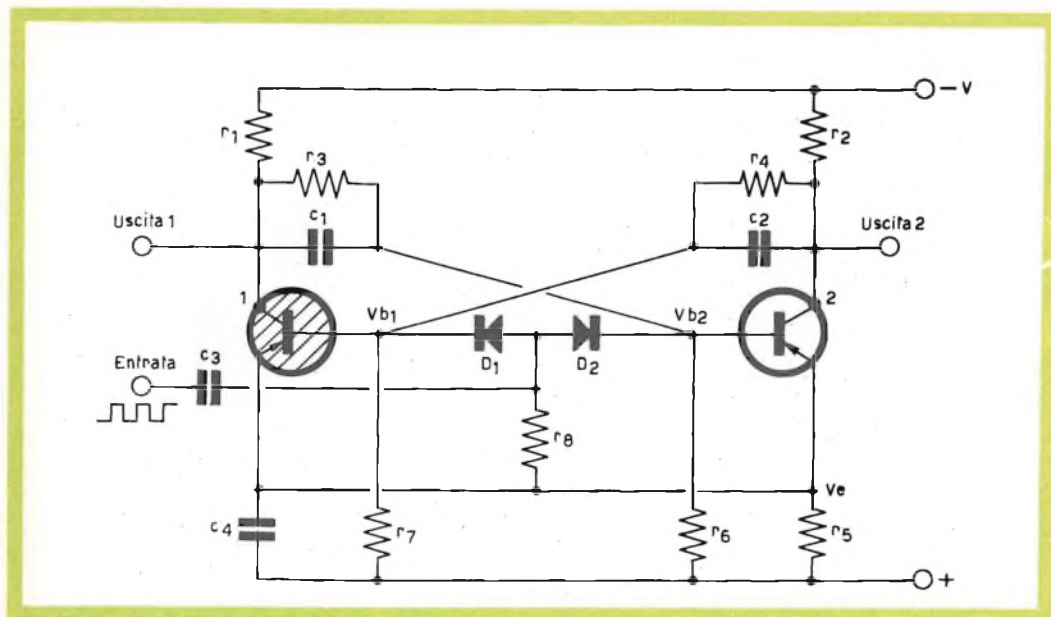 − V
r1
r2
r3
r4
Uscita 1
c1
c2
Uscita 2
1
2
Vb1
Vb2
Entrata
c3
D1
D2
r8
Ve
c4
r7
r6
r5
+